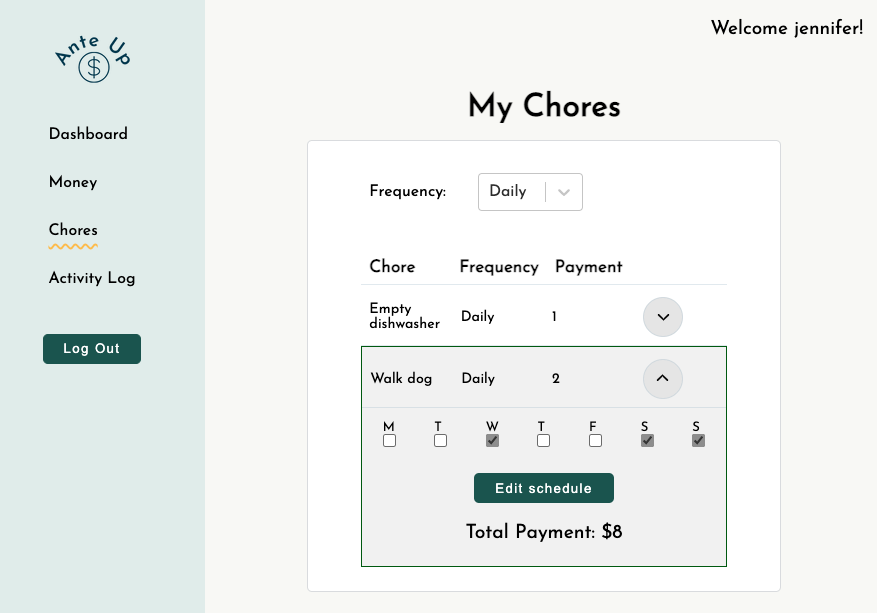 Welcome jennifer!
Ante Up
$
Dashboard
Money
Chores
Activity Log
Log Out
My Chores
Frequency: Daily
Chore Frequency Payment
Empty
dishwasher Daily 1
Walk dog Daily 2
M T W T F S S
Edit schedule
Total Payment: $8